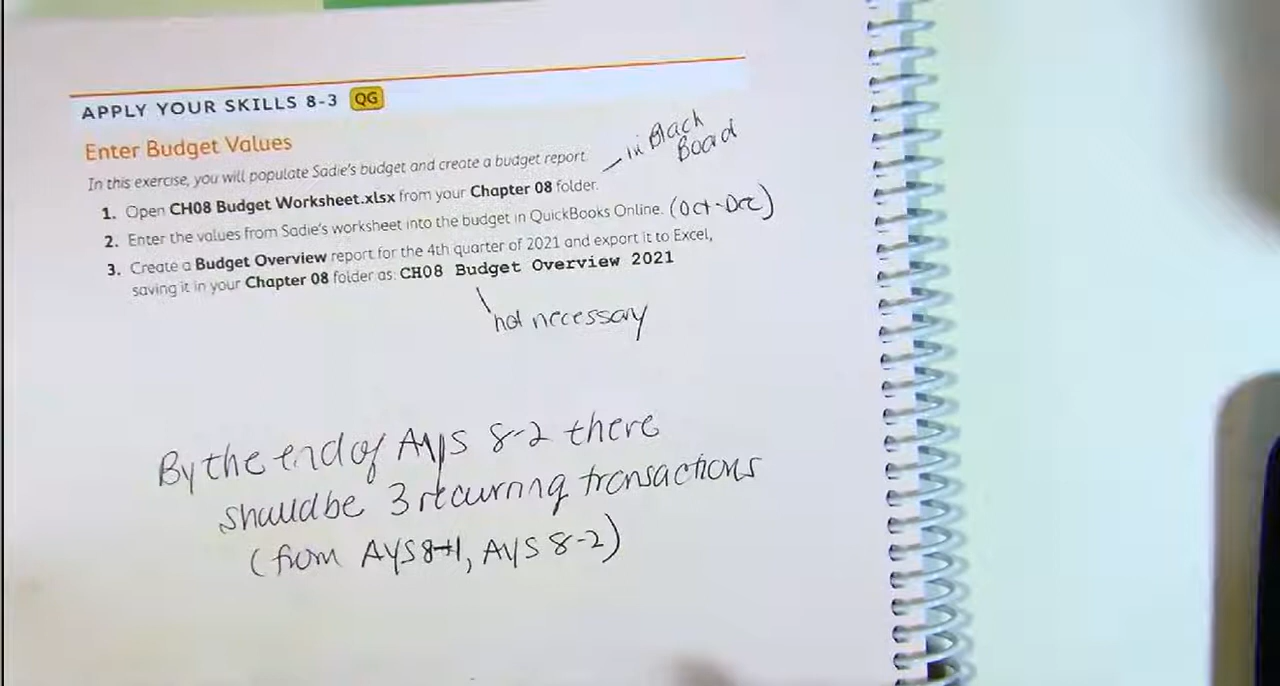 APPLY YOUR SKILLS 8-3 QG
Enter Budget Values
In this exercise, you will populate Sadie's budget and create a budget report.
in Black
Board
1. Open CH08 Budget Worksheet.xlsx from your Chapter 08 folder.
2. Enter the values from Sadie's worksheet into the budget in QuickBooks Online. (Oct-Dec)
3. Create a Budget Overview report for the 4th quarter of 2021 and export it to Excel,
saving it in your Chapter 08 folder as: CH08 Budget Overview 2021
not necessary
By the end of AYS 8-2 there
should be 3 recurring transactions
(from AYS 8-1, AYS 8-2)